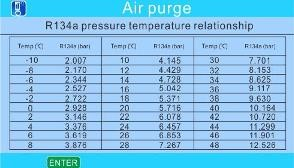 Air purge
R134a pressure temperature relationship
Temp (℃) R134a (bar) Temp (℃) R134a (bar) Temp (℃) R134a (bar)
-10 2.007 10 4.145 30 7.701
-8 2.170 12 4.429 32 8.153
-6 2.344 14 4.728 34 8.625
-4 2.527 16 5.042 36 9.117
-2 2.722 18 5.371 38 9.630
0 2.928 20 5.716 40 10.164
2 3.146 22 6.078 42 10.720
4 3.376 24 6.457 44 11.299
6 3.619 26 6.853 46 11.901
8 3.876 28 7.267 48 12.526
ENTER